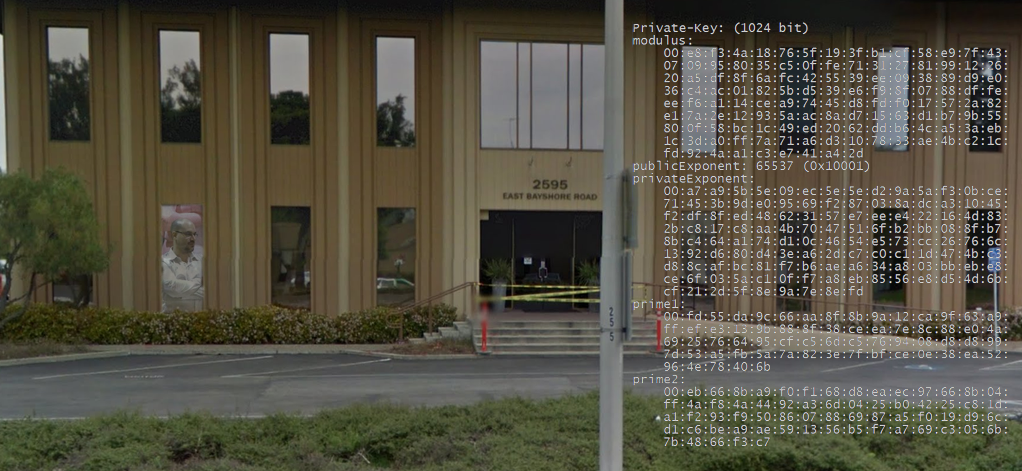 2595
EAST BAYSHORE ROAD
2
5
5
Private-Key: (1024 bit)
modulus:
00:e8:f3:4a:18:76:5f:19:3f:b1:cf:58:e9:7f:43:
07:09:95:80:35:c5:0f:fe:71:31:27:81:99:12:26:
20:a5:df:8f:6a:fc:42:55:39:ee:09:38:89:d9:e0:
36:c4:ac:01:82:5b:d5:39:e6:f9:8f:07:88:df:fe:
ee:f6:a1:14:ce:a9:74:45:d8:fd:f0:17:57:2a:82:
e1:7a:2e:12:93:5a:ac:8a:d7:15:63:d1:b7:9b:55:
80:0f:58:bc:1c:49:ed:20:62:dd:b6:4c:a5:3a:eb:
1c:3d:a0:ff:7a:71:a6:d3:10:78:33:ae:4b:c2:1c:
fd:92:4a:a1:c3:e7:41:a4:2d
publicExponent: 65537 (0x10001)
privateExponent:
00:a7:a9:5b:5e:09:ec:5e:5e:d2:9a:5a:f3:0b:ce:
71:45:3b:9d:e0:95:69:f2:87:03:8a:dc:a3:10:45:
f2:df:8f:ed:48:62:31:57:e7:ee:e4:22:16:4d:83:
2b:c8:17:c8:aa:4b:70:47:51:6f:b2:bb:08:8f:b7:
8b:c4:64:a1:74:d1:0c:46:54:e5:73:cc:26:76:6c:
13:92:d6:80:d4:3e:a6:2d:c7:c0:c1:1d:47:4b:c3:
d8:8c:af:bc:81:f7:b6:ae:a6:34:a8:03:bb:eb:e8:
ce:6f:03:5a:c1:0f:f7:a8:eb:85:56:e8:d5:4d:6b:
cf:21:2d:5f:8e:9a:7e:8e:fd
prime1:
00:fd:55:da:9c:66:aa:8f:8b:9a:12:ca:9f:63:a9:
ff:ef:e3:13:9b:88:8f:38:ce:ea:7e:8c:88:e0:4a:
69:25:76:64:95:cf:c5:6d:c5:76:94:08:d8:d8:99:
7d:53:a5:fb:5a:7a:82:3e:7f:bf:ce:0e:38:ea:52:
96:4e:78:40:6b
prime2:
00:eb:66:8b:a9:f0:f1:68:d8:ea:ec:97:66:8b:04:
ff:4a:f8:4a:44:92:a3:6d:04:25:b0:42:25:c8:1d:
a1:f2:93:f9:50:86:07:88:69:87:a5:f0:19:d9:6c:
d1:c6:be:a9:ae:59:13:56:b5:f7:a7:69:c3:05:6b:
7b:48:66:f3:c7